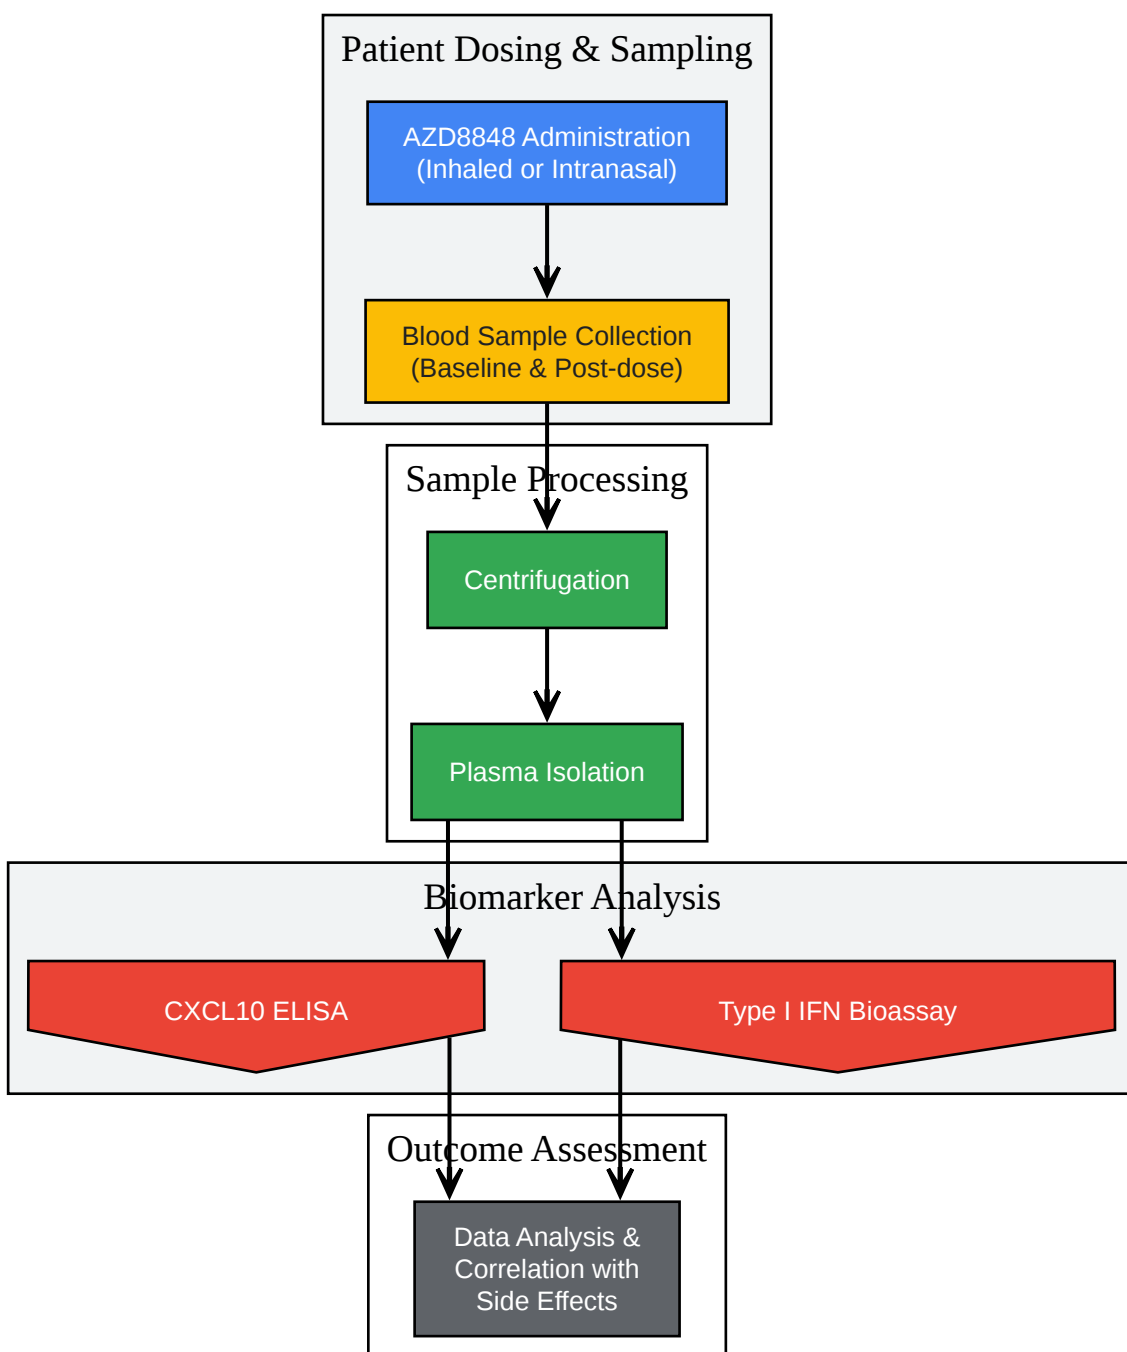 Patient Dosing & Sampling
AZD8848 Administration
(Inhaled or Intranasal)
Blood Sample Collection
(Baseline & Post-dose)
Sample Processing
Centrifugation
Plasma Isolation
Biomarker Analysis
CXCL10 ELISA
Type I IFN Bioassay
Outcome Assessment
Data Analysis &
Correlation with
Side Effects